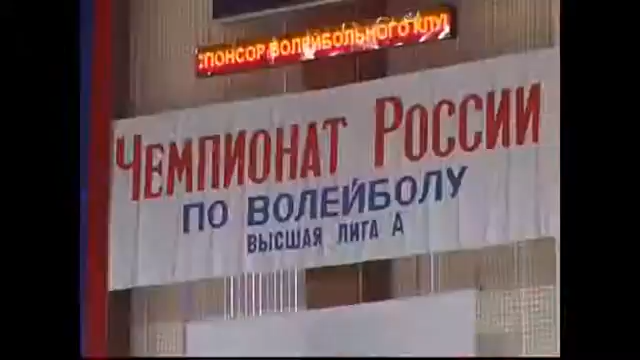 СПОНСОР ВОЛЕЙБОЛЬНОГО КЛУ
ЧЕМПИОНАТ РОССИИ
ПО ВОЛЕЙБОЛУ
ВЫСШАЯ ЛИГА А